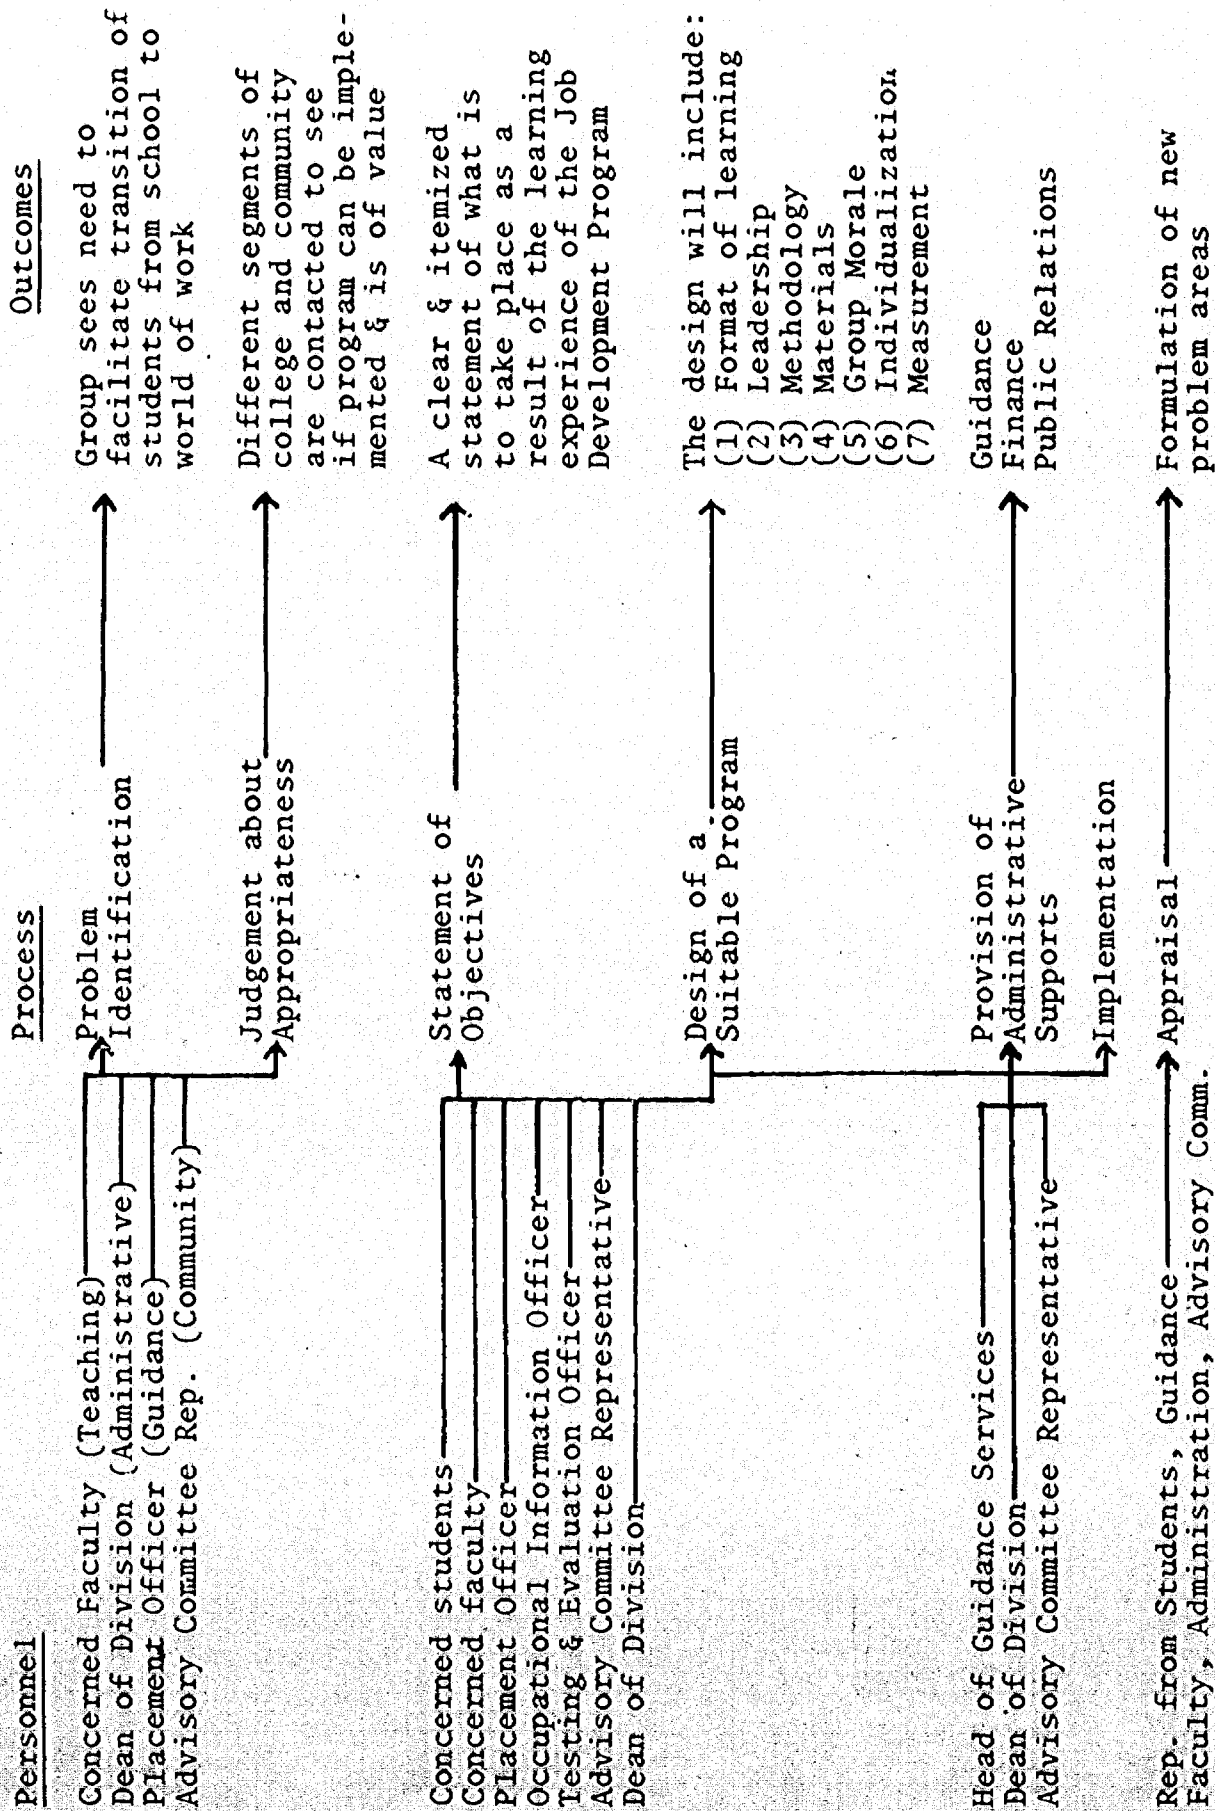 Personnel
Process
Outcomes
Concerned Faculty (Teaching)
Dean of Division (Administrative)
Placement Officer (Guidance)
Advisory Committee Rep. (Community)
Problem
Identification
Group sees need to
facilitate transition of
students from school to
world of work
Judgement about
Appropriateness
Different segments of
college and community
are contacted to see
if program can be imple-
mented & is of value
Concerned students
Concerned faculty
Placement Officer
Occupational Information Officer
Testing & Evaluation Officer
Advisory Committee Representative
Dean of Division
Statement of
Objectives
A clear & itemized
statement of what is
to take place as a
result of the learning
experience of the Job
Development Program
Design of a
Suitable Program
The design will include:
(1) Format of learning
(2) Leadership
(3) Methodology
(4) Materials
(5) Group Morale
(6) Individualization
(7) Measurement
Head of Guidance Services
Dean of Division
Advisory Committee Representative
Provision of
Administrative
Supports
Guidance
Finance
Public Relations
Implementation
Rep. from Students, Guidance
Faculty, Administration, Advisory Comm.
Appraisal
Formulation of new
problem areas